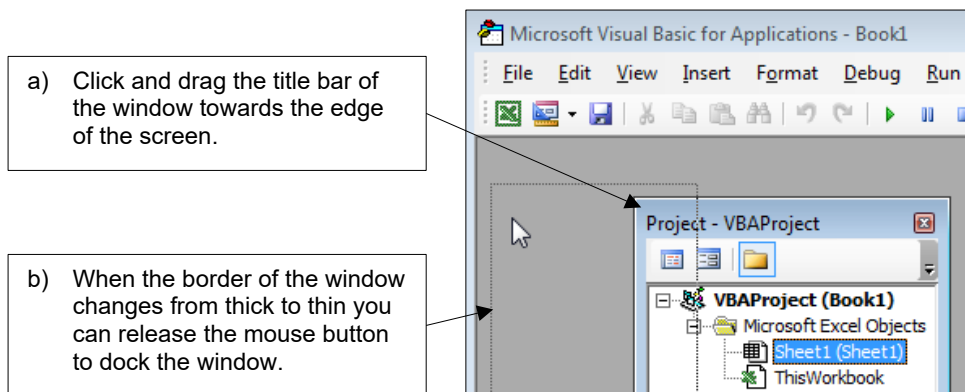 a) Click and drag the title bar of
the window towards the edge
of the screen.
b) When the border of the window
changes from thick to thin you
can release the mouse button
to dock the window.
Microsoft Visual Basic for Applications - Book1
File Edit View Insert Format Debug Run
Project - VBAProject
VBAProject (Book1)
Microsoft Excel Objects
Sheet1 (Sheet1)
ThisWorkbook